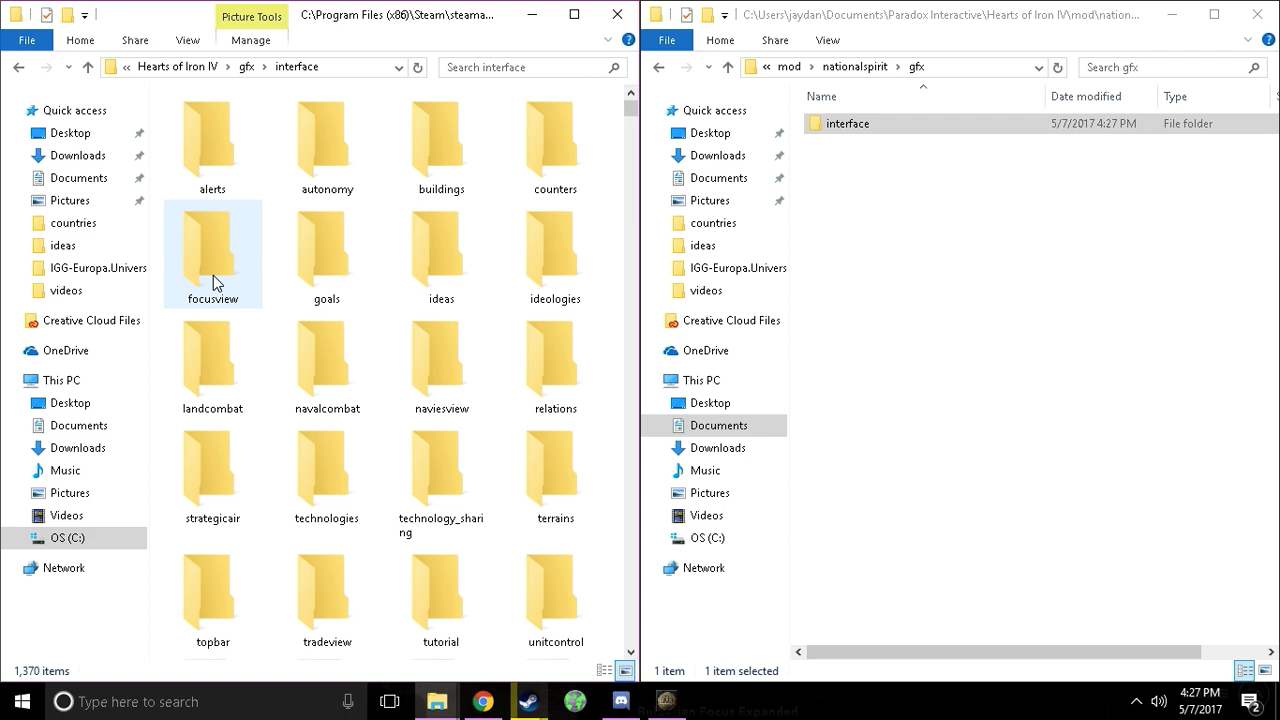 Picture Tools
C:\Program Files (x86)\Steam\steama...
File
Home
Share
View
Manage
Hearts of Iron IV > gfx > interface
Search interface
Quick access
Desktop
Downloads
Documents
Pictures
countries
ideas
IGG-Europa.Univers
videos
Creative Cloud Files
OneDrive
This PC
Desktop
Documents
Downloads
Music
Pictures
Videos
OS (C:)
Network
alerts
autonomy
buildings
counters
focusview
goals
ideas
ideologies
landcombat
navalcombat
naviesview
relations
strategicair
technologies
technology_shari
ng
terrains
topbar
tradeview
tutorial
unitcontrol
1,370 items
C:\Users\jaydan\Documents\Paradox Interactive\Hearts of Iron IV\mod\nation...
File
Home
Share
View
« mod > nationalspirit > gfx
Search gfx
Quick access
Desktop
Downloads
Documents
Pictures
countries
ideas
IGG-Europa.Univers
videos
Creative Cloud Files
OneDrive
This PC
Desktop
Documents
Downloads
Music
Pictures
Videos
OS (C:)
Network
Name
Date modified
Type
interface
5/7/2017 4:27 PM
File folder
1 item
1 item selected
Type here to search
4:27 PM
5/7/2017
2